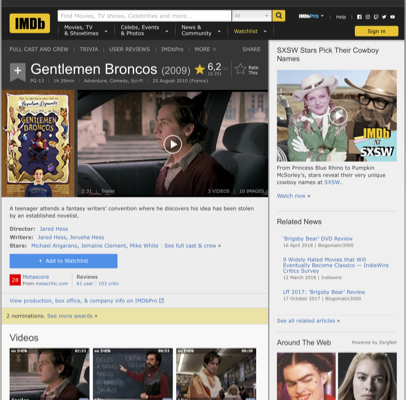 IMDb
Find Movies, TV shows, Celebrities and more...
All
IMDbPro
Help
Movies, TV & Showtimes
Celebs, Events & Photos
News & Community
Watchlist
Sign in
FULL CAST AND CREW | TRIVIA | USER REVIEWS | IMDbPro | MORE
SHARE
Gentlemen Broncos (2009)
6,2
Rate This
PG-13 | 1h 29min | Adventure, Comedy, Sci-Fi | 25 August 2010 (France)
GENTLEMEN BRONCOS
2:31 | Trailer
3 VIDEOS | 10 IMAGES
A teenager attends a fantasy writers' convention where he discovers his idea has been stolen
by an established novelist.
Director: Jared Hess
Writers: Jared Hess, Jerusha Hess
Stars: Michael Angarano, Jemaine Clement, Mike White | See full cast & crew »
+ Add to Watchlist
28
Metascore
From metacritic.com
Reviews
61 user | 103 critic
View production, box office, & company info on IMDbPro
2 nominations. See more awards »
Videos
SXSW Stars Pick Their Cowboy
Names
IMDb
AT
SXSW
From Princess Blue Rhino to Pumpkin
McSorley's, stars reveal their very unique
cowboy names at SXSW.
Watch now »
Related News
'Brigsby Bear' DVD Review
16 April 2018 | Blogomatic3000
9 Widely Hated Movies that Will
Eventually Become Classics — IndieWire
Critics Survey
12 March 2018 | Indiewire
Lff 2017: 'Brigsby Bear' Review
17 October 2017 | Blogomatic3000
See all related articles »
Around The Web
Powered by ZergNet